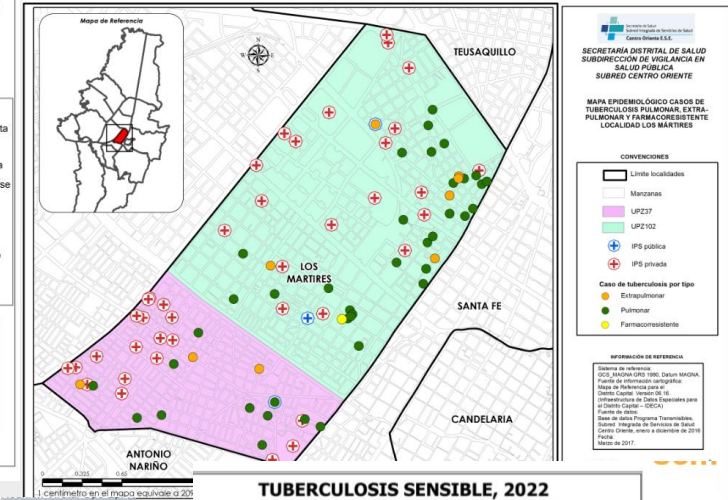 Mapa de Referencia
TEUSAQUILLO
LOS
MARTIRES
SANTA FE
CANDELARIA
ANTONIO
NARIÑO
ta
a
se
0 0.325 0.65
1 centímetro en el mapa equivale a 20
TUBERCULOSIS SENSIBLE, 2022
Secretaría de Salud
Subred Integrada de Servicios de Salud
Centro Oriente E.S.E.
SECRETARÍA DISTRITAL DE SALUD
SUBDIRECCIÓN DE VIGILANCIA EN
SALUD PÚBLICA
SUBRED CENTRO ORIENTE
MAPA EPIDEMIOLÓGICO CASOS DE
TUBERCULOSIS PULMONAR, EXTRA-
PULMONAR Y FARMACORESISTENTE
LOCALIDAD LOS MÁRTIRES
CONVENCIONES
Límite localidades
Manzanas
UPZ37
UPZ102
IPS pública
IPS privada
Caso de tuberculosis por tipo
Extrapulmonar
Pulmonar
Farmacorresistente
INFORMACIÓN DE REFERENCIA
Sistema de referencia:
GCS_MAGNA GRS 1980, Datum MAGNA.
Fuente de información cartográfica:
Mapa de Referencia para el
Distrito Capital. Versión 06.16
(Infraestructura de Datos Espaciales para
el Distrito Capital – IDECA)
Fuente de datos:
Base de datos Programa Transmisibles.
Subred Integrada de Servicios de Salud
Centro Oriente, enero a diciembre de 2016
Fecha:
Marzo de 2017.